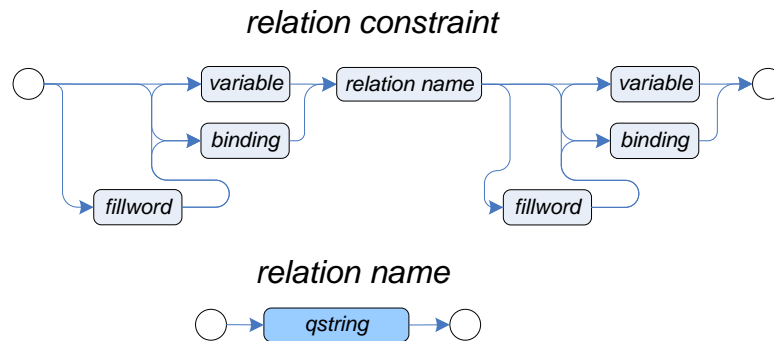 relation constraint
variable relation name variable
binding binding
fillword fillword
relation name
qstring